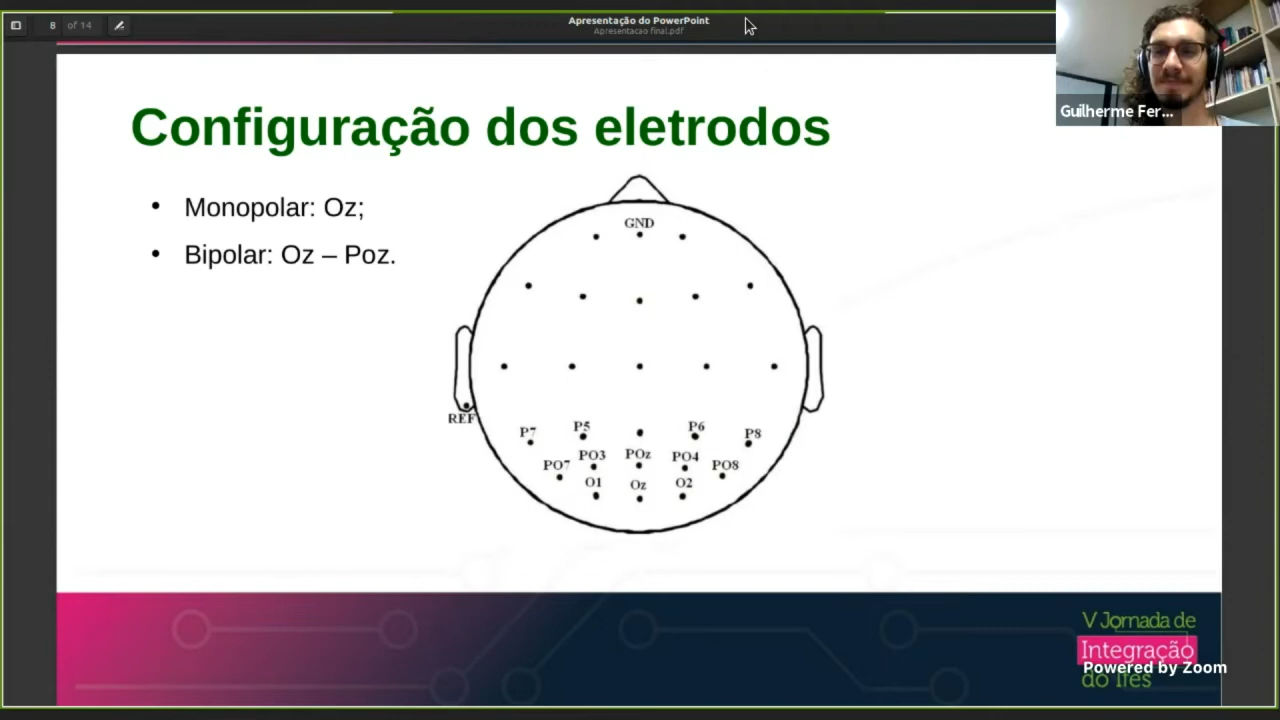 8 of 14
Apresentação do PowerPoint
Apresentacao final.pdf
Guilherme Fer...
Configuração dos eletrodos
• Monopolar: Oz;
• Bipolar: Oz – Poz.
GND
REF
P7
P5
P6
P8
PO7
PO3
POz
PO4
PO8
O1
Oz
O2
V Jornada de
Integração
do Ifes
Powered by Zoom